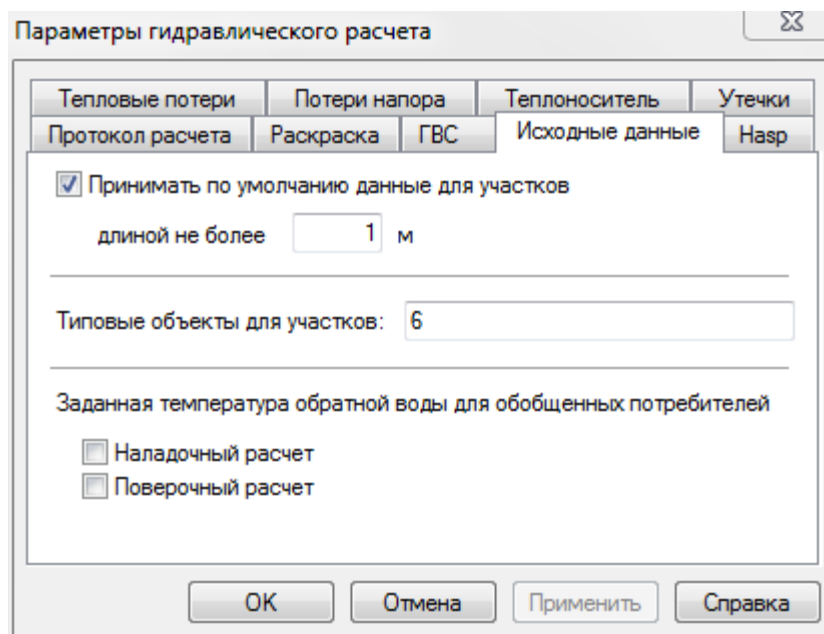 Параметры гидравлического расчета
Тепловые потери Потери напора Теплоноситель Утечки
Протокол расчета Раскраска ГВС Исходные данные Hasp
Принимать по умолчанию данные для участков
длиной не более 1 м
Типовые объекты для участков: 6
Заданная температура обратной воды для обобщенных потребителей
Наладочный расчет
Поверочный расчет
OK Отмена Применить Справка